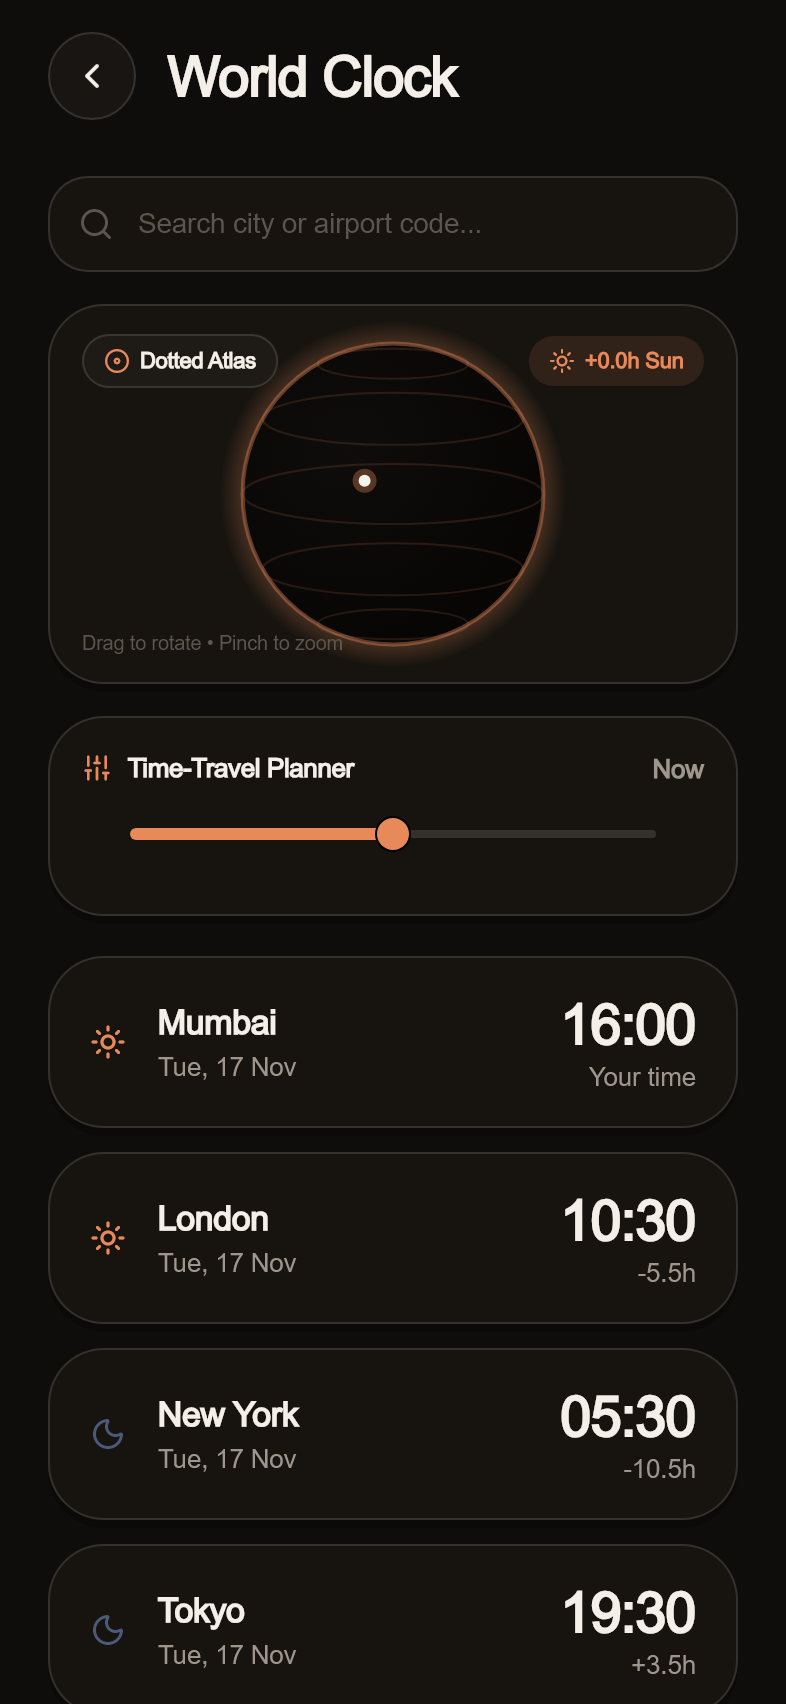 World Clock
Search city or airport code...
Dotted Atlas
+0.0h Sun
Drag to rotate • Pinch to zoom
Time-Travel Planner
Now
Mumbai
16:00
Tue, 17 Nov
Your time
London
10:30
Tue, 17 Nov
-5.5h
New York
05:30
Tue, 17 Nov
-10.5h
Tokyo
19:30
Tue, 17 Nov
+3.5h